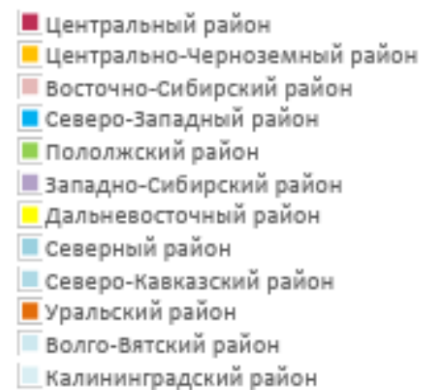 Центральный район
Центрально-Черноземный район
Восточно-Сибирский район
Северо-Западный район
Пололжский район
Западно-Сибирский район
Дальневосточный район
Северный район
Северо-Кавказский район
Уральский район
Волго-Вятский район
Калининградский район